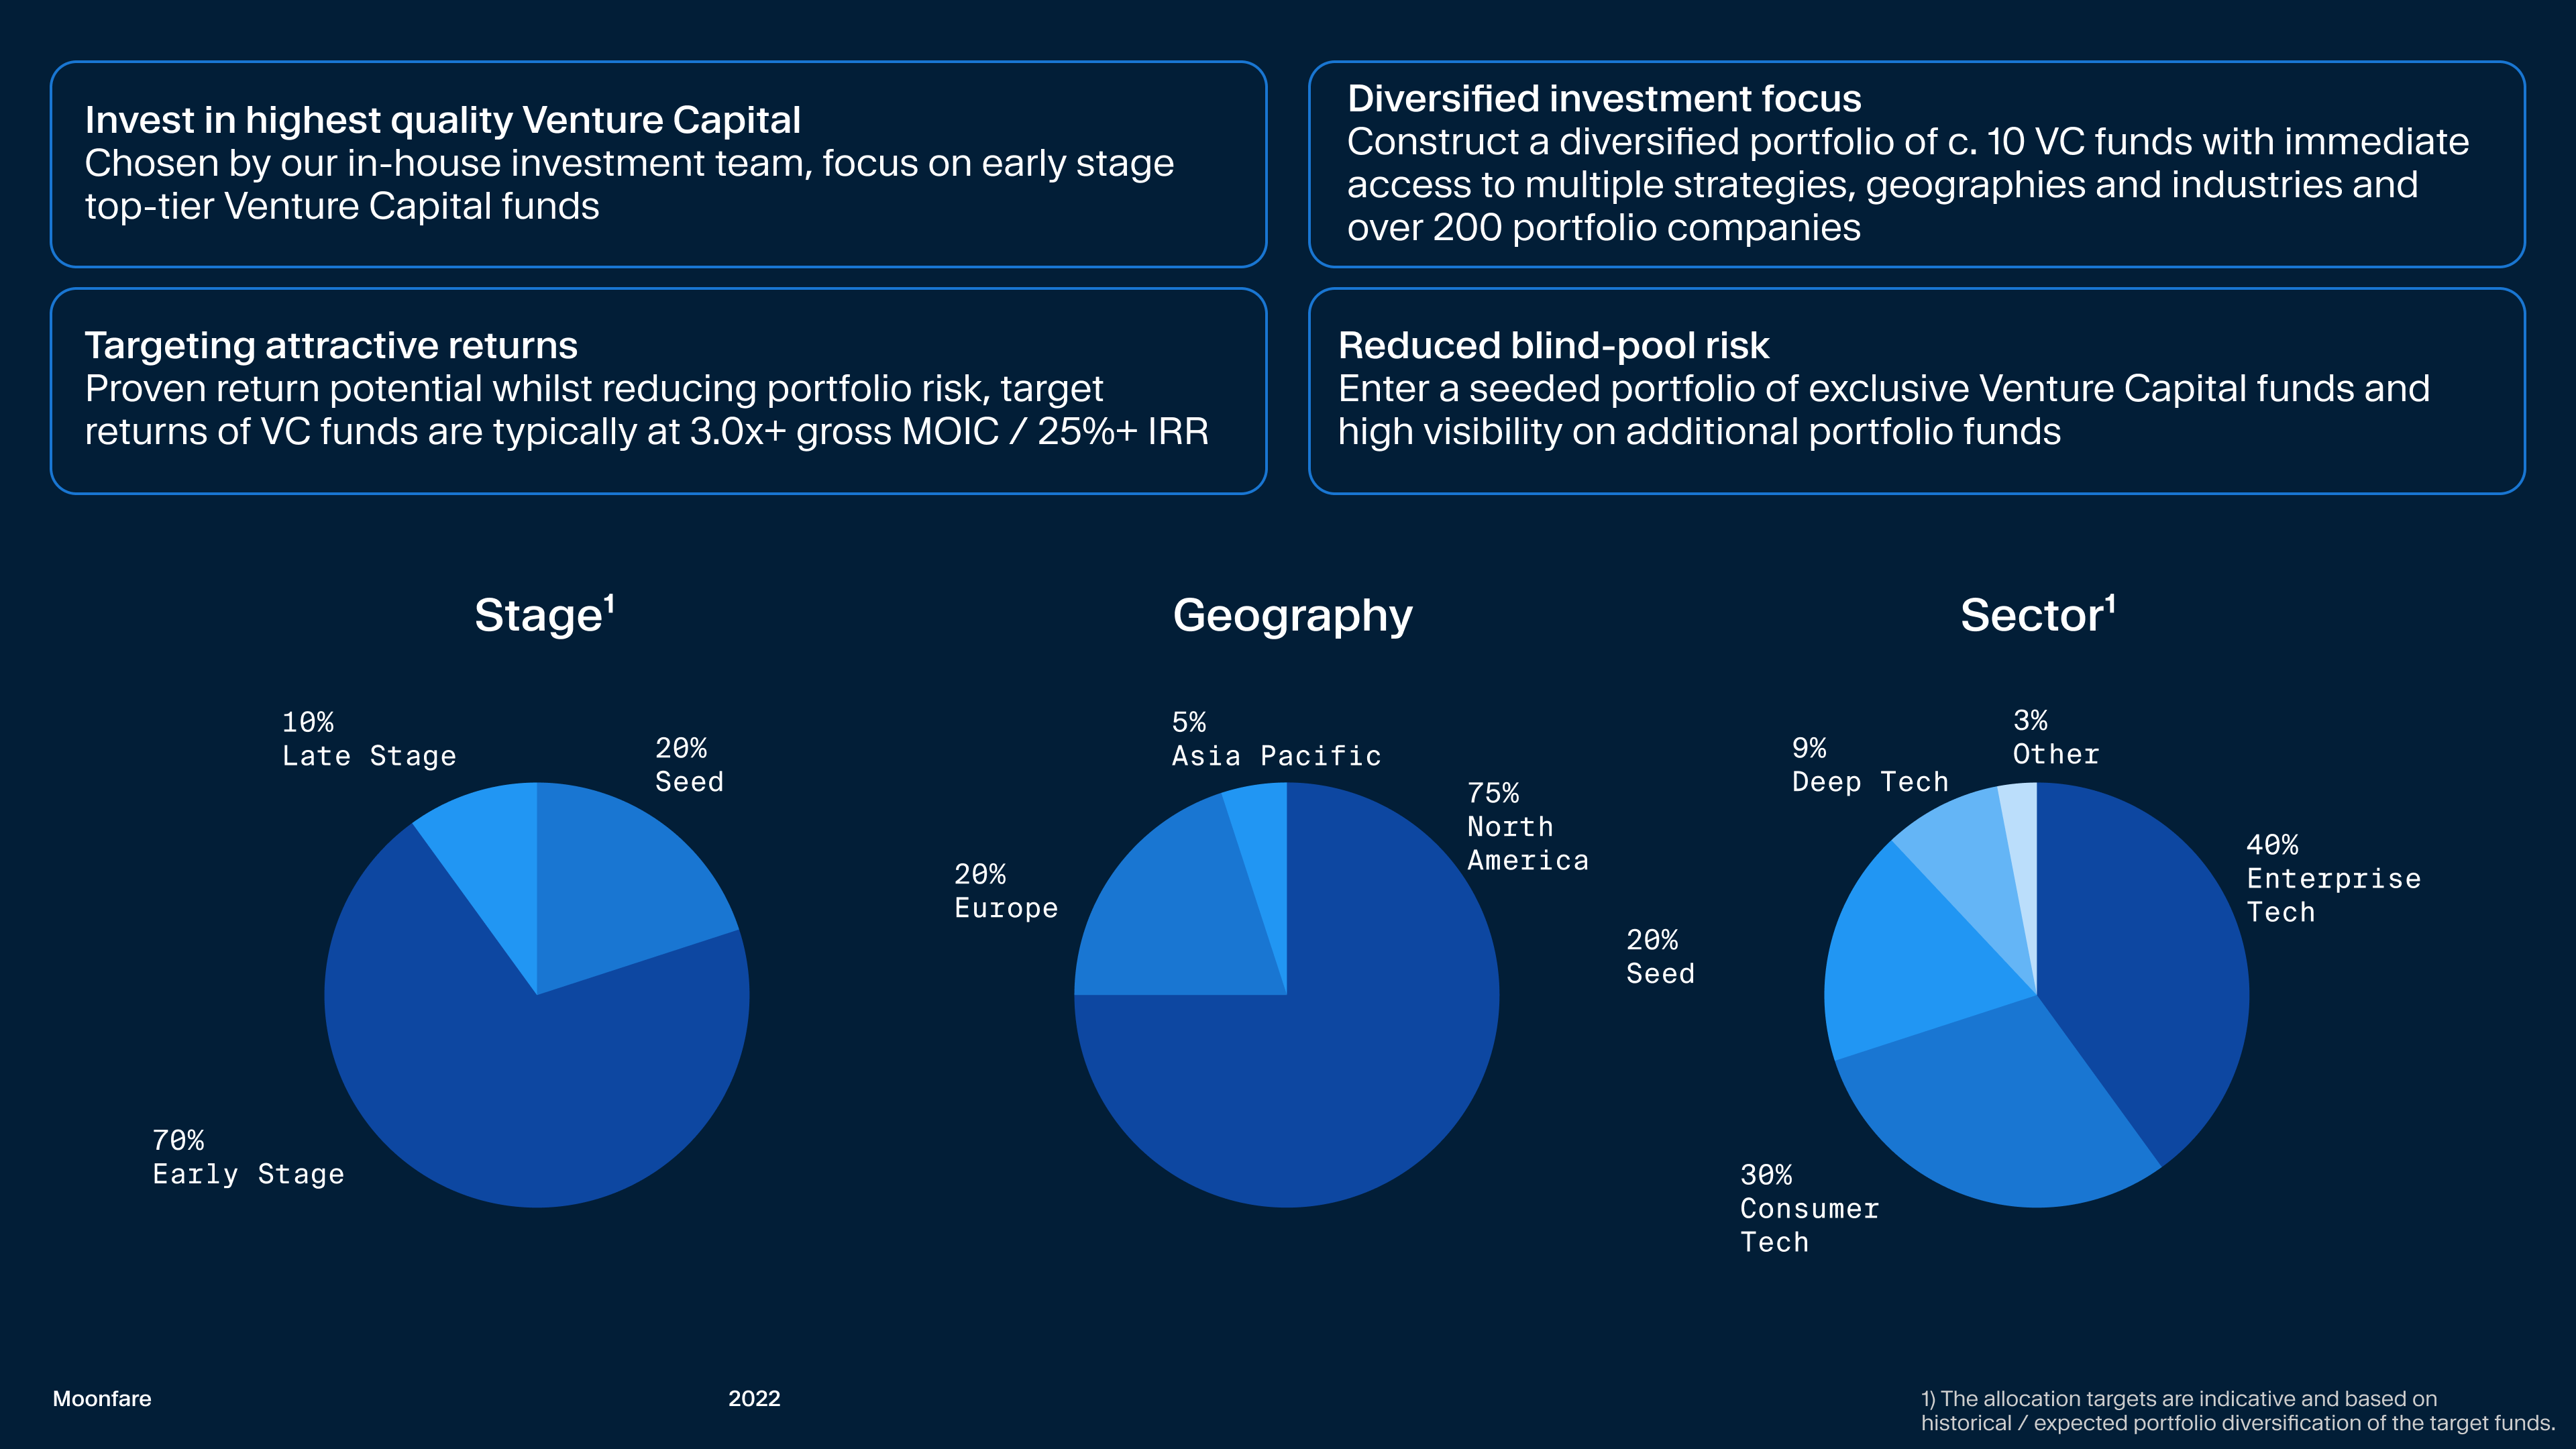 Invest in highest quality Venture Capital
Chosen by our in-house investment team, focus on early stage
top-tier Venture Capital funds
Diversified investment focus
Construct a diversified portfolio of c. 10 VC funds with immediate
access to multiple strategies, geographies and industries and
over 200 portfolio companies
Targeting attractive returns
Proven return potential whilst reducing portfolio risk, target
returns of VC funds are typically at 3.0x+ gross MOIC / 25%+ IRR
Reduced blind-pool risk
Enter a seeded portfolio of exclusive Venture Capital funds and
high visibility on additional portfolio funds
Stage¹
10%
Late Stage
20%
Seed
70%
Early Stage
Geography
5%
Asia Pacific
75%
North
America
20%
Europe
Sector¹
3%
Other
9%
Deep Tech
40%
Enterprise
Tech
20%
Seed
30%
Consumer
Tech
Moonfare
2022
1) The allocation targets are indicative and based on
historical / expected portfolio diversification of the target funds.